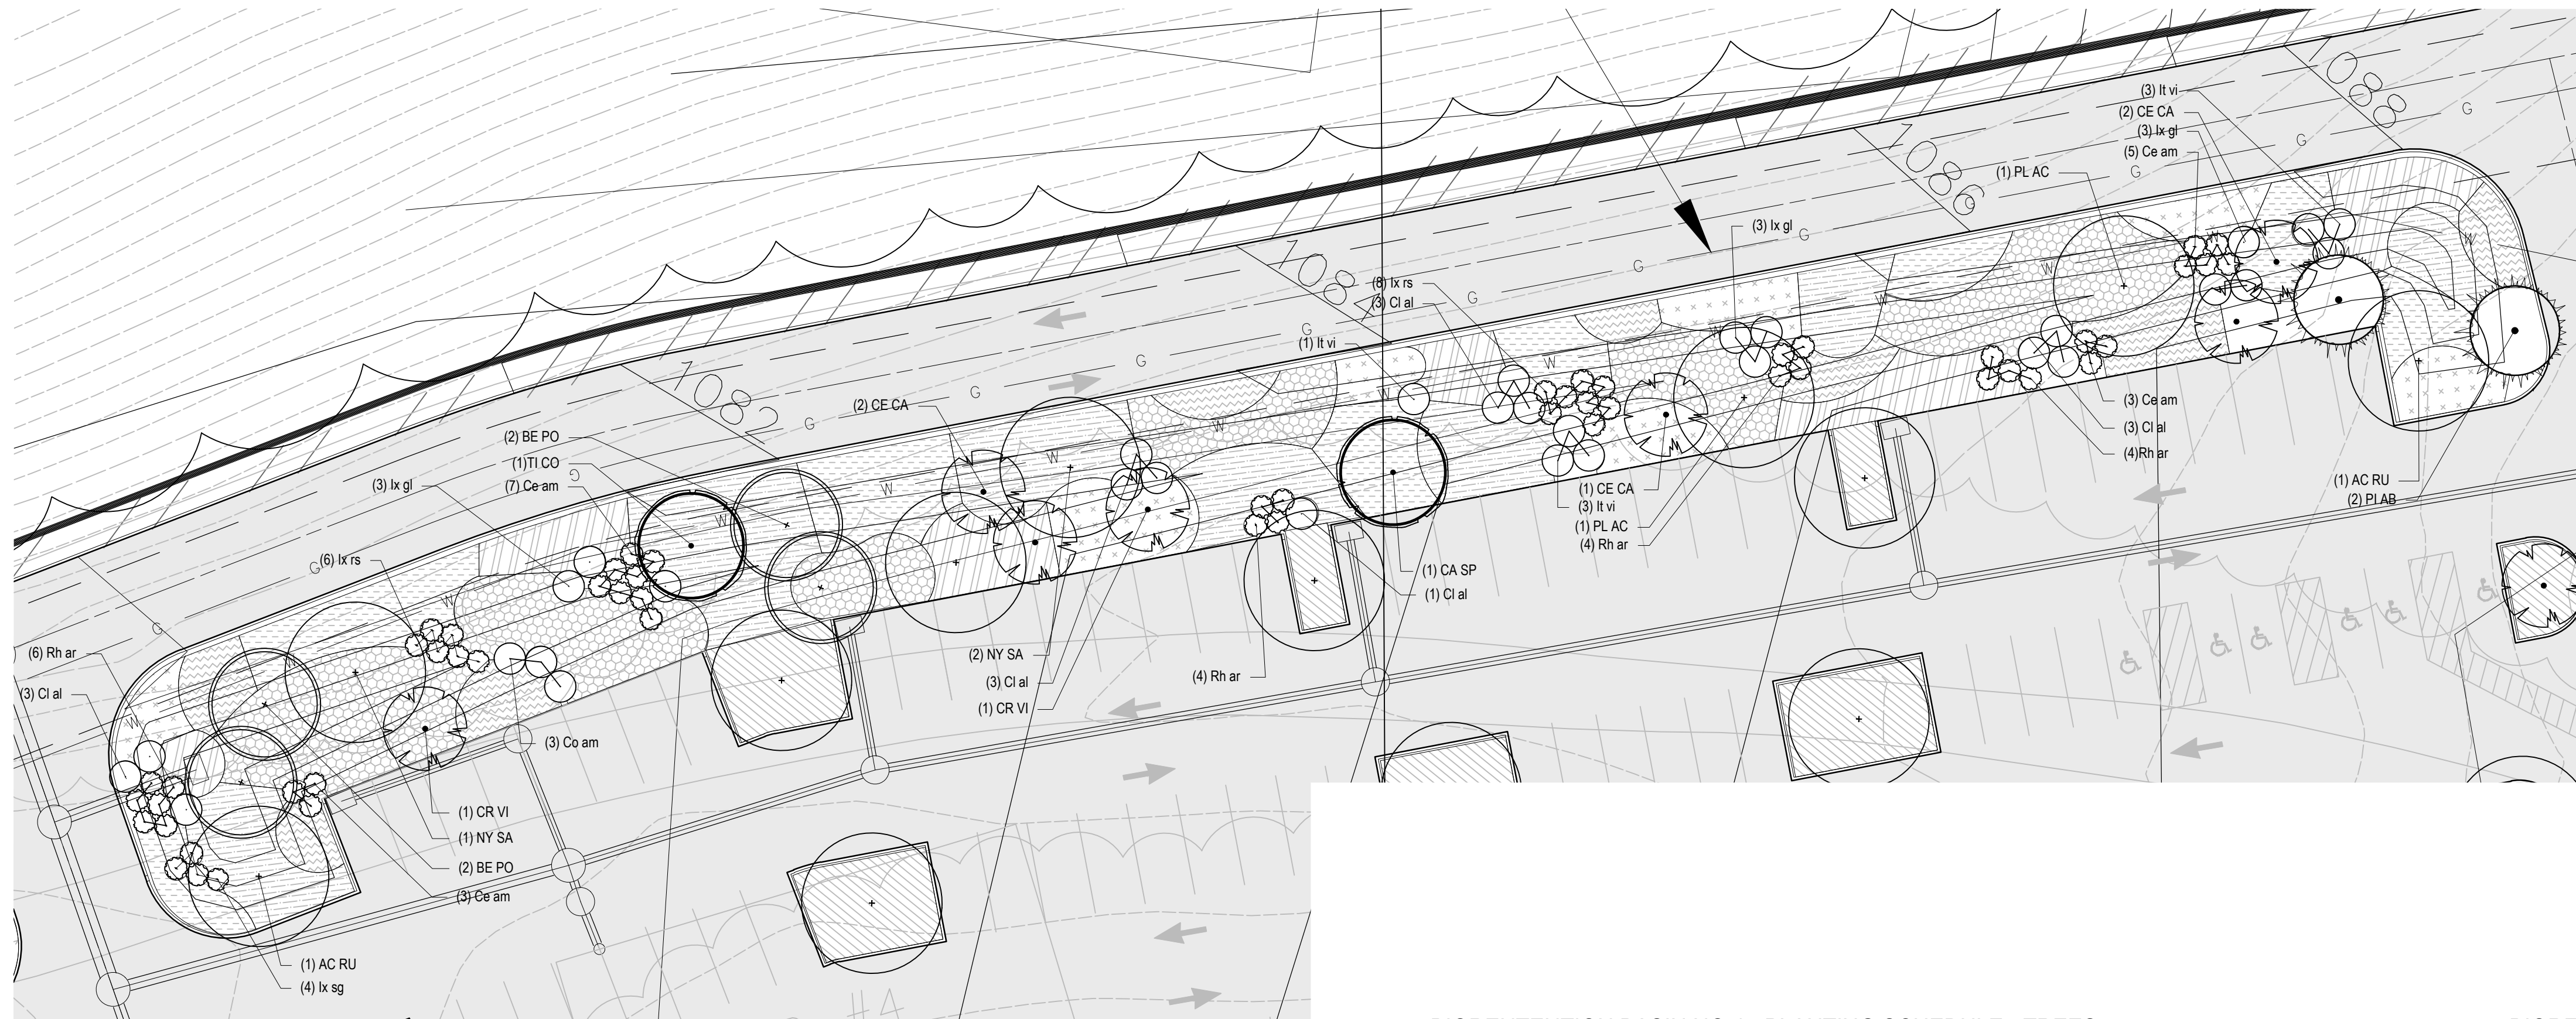 (3) It vi
(2) CE CA
(3) Ix gl
(5) Ce am
(1) PL AC
7088
7086
(3) Ix gl
7084
(8) Ix rs
(3) Cl al
(1) It vi
7082
(2) CE CA
(2) BE PO
(1) TI CO
(7) Ce am
(3) Ix gl
(6) Ix rs
(6) Rh ar
(3) Cl al
(3) Ce am
(3) Cl al
(4) Rh ar
(1) AC RU
(2) PI AB
(1) CE CA
(3) It vi
(1) PL AC
(4) Rh ar
(1) CA SP
(1) Cl al
(2) NY SA
(3) Cl al
(1) CR VI
(4) Rh ar
(3) Co am
(1) CR VI
(1) NY SA
(2) BE PO
(3) Ce am
(1) AC RU
(4) Ix sg
#4
G G G G G G G G G G G G G G
W W W W W W W W W W W W